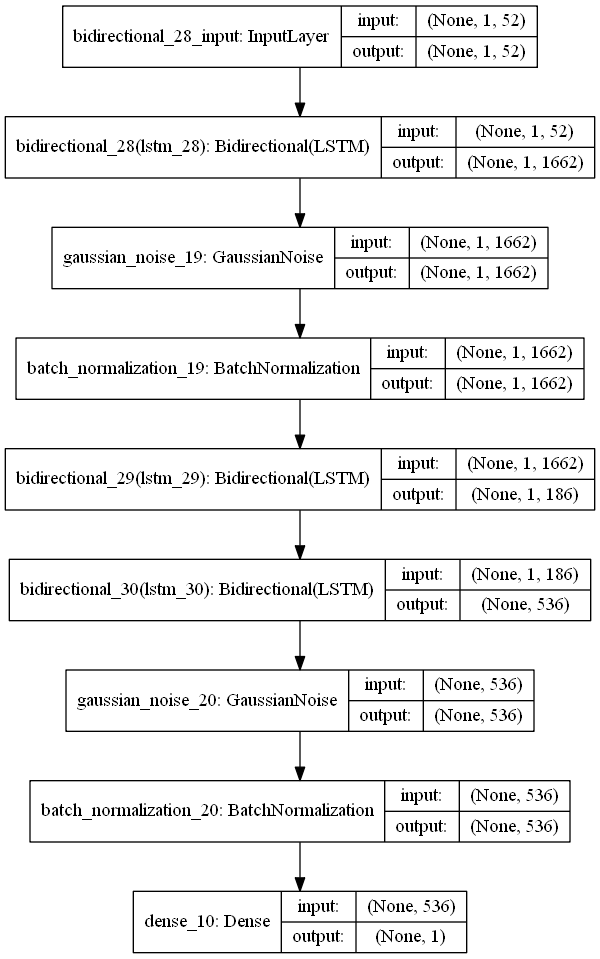 bidirectional_28_input: InputLayer
input: (None, 1, 52)
output: (None, 1, 52)
bidirectional_28(lstm_28): Bidirectional(LSTM)
input: (None, 1, 52)
output: (None, 1, 1662)
gaussian_noise_19: GaussianNoise
input: (None, 1, 1662)
output: (None, 1, 1662)
batch_normalization_19: BatchNormalization
input: (None, 1, 1662)
output: (None, 1, 1662)
bidirectional_29(lstm_29): Bidirectional(LSTM)
input: (None, 1, 1662)
output: (None, 1, 186)
bidirectional_30(lstm_30): Bidirectional(LSTM)
input: (None, 1, 186)
output: (None, 536)
gaussian_noise_20: GaussianNoise
input: (None, 536)
output: (None, 536)
batch_normalization_20: BatchNormalization
input: (None, 536)
output: (None, 536)
dense_10: Dense
input: (None, 536)
output: (None, 1)